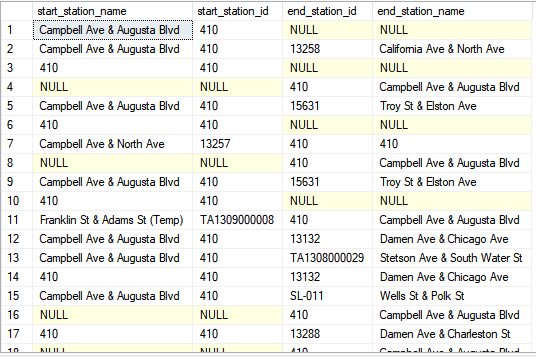 start_station_name start_station_id end_station_id end_station_name
1 Campbell Ave & Augusta Blvd 410 NULL NULL
2 Campbell Ave & Augusta Blvd 410 13258 California Ave & North Ave
3 410 410 NULL NULL
4 NULL NULL 410 Campbell Ave & Augusta Blvd
5 Campbell Ave & Augusta Blvd 410 15631 Troy St & Elston Ave
6 410 410 NULL NULL
7 Campbell Ave & North Ave 13257 410 410
8 NULL NULL 410 Campbell Ave & Augusta Blvd
9 Campbell Ave & Augusta Blvd 410 15631 Troy St & Elston Ave
10 410 410 NULL NULL
11 Franklin St & Adams St (Temp) TA1309000008 410 Campbell Ave & Augusta Blvd
12 Campbell Ave & Augusta Blvd 410 13132 Damen Ave & Chicago Ave
13 Campbell Ave & Augusta Blvd 410 TA1308000029 Stetson Ave & South Water St
14 410 410 13132 Damen Ave & Chicago Ave
15 Campbell Ave & Augusta Blvd 410 SL-011 Wells St & Polk St
16 NULL NULL 410 Campbell Ave & Augusta Blvd
17 410 410 13288 Damen Ave & Charleston St
18 NULL NULL 410 Campbell Ave & Augusta Blvd